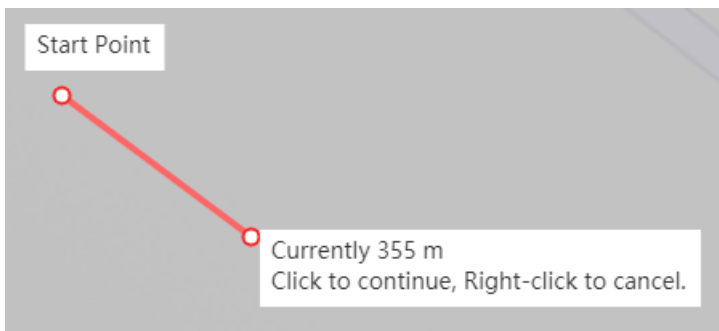 Start Point
Currently 355 m
Click to continue, Right-click to cancel.